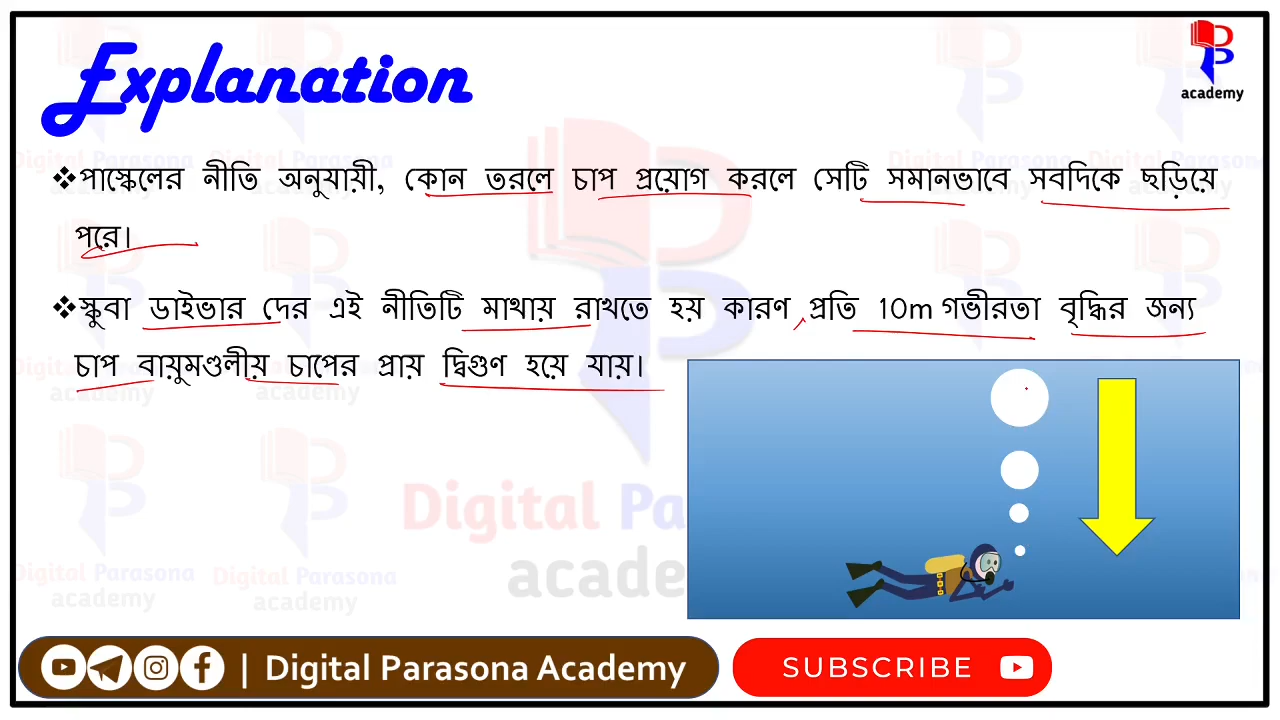 Explanation
academy
❖পাস্কেলের নীতি অনুযায়ী, কোন তরলে চাপ প্রয়োগ করলে সেটি সমানভাবে সবদিকে ছড়িয়ে
পরে।
❖স্কুবা ডাইভার দের এই নীতিটি মাথায় রাখতে হয় কারণ প্রতি 10m গভীরতা বৃদ্ধির জন্য
চাপ বায়ুমণ্ডলীয় চাপের প্রায় দ্বিগুণ হয়ে যায়।
| Digital Parasona Academy
SUBSCRIBE